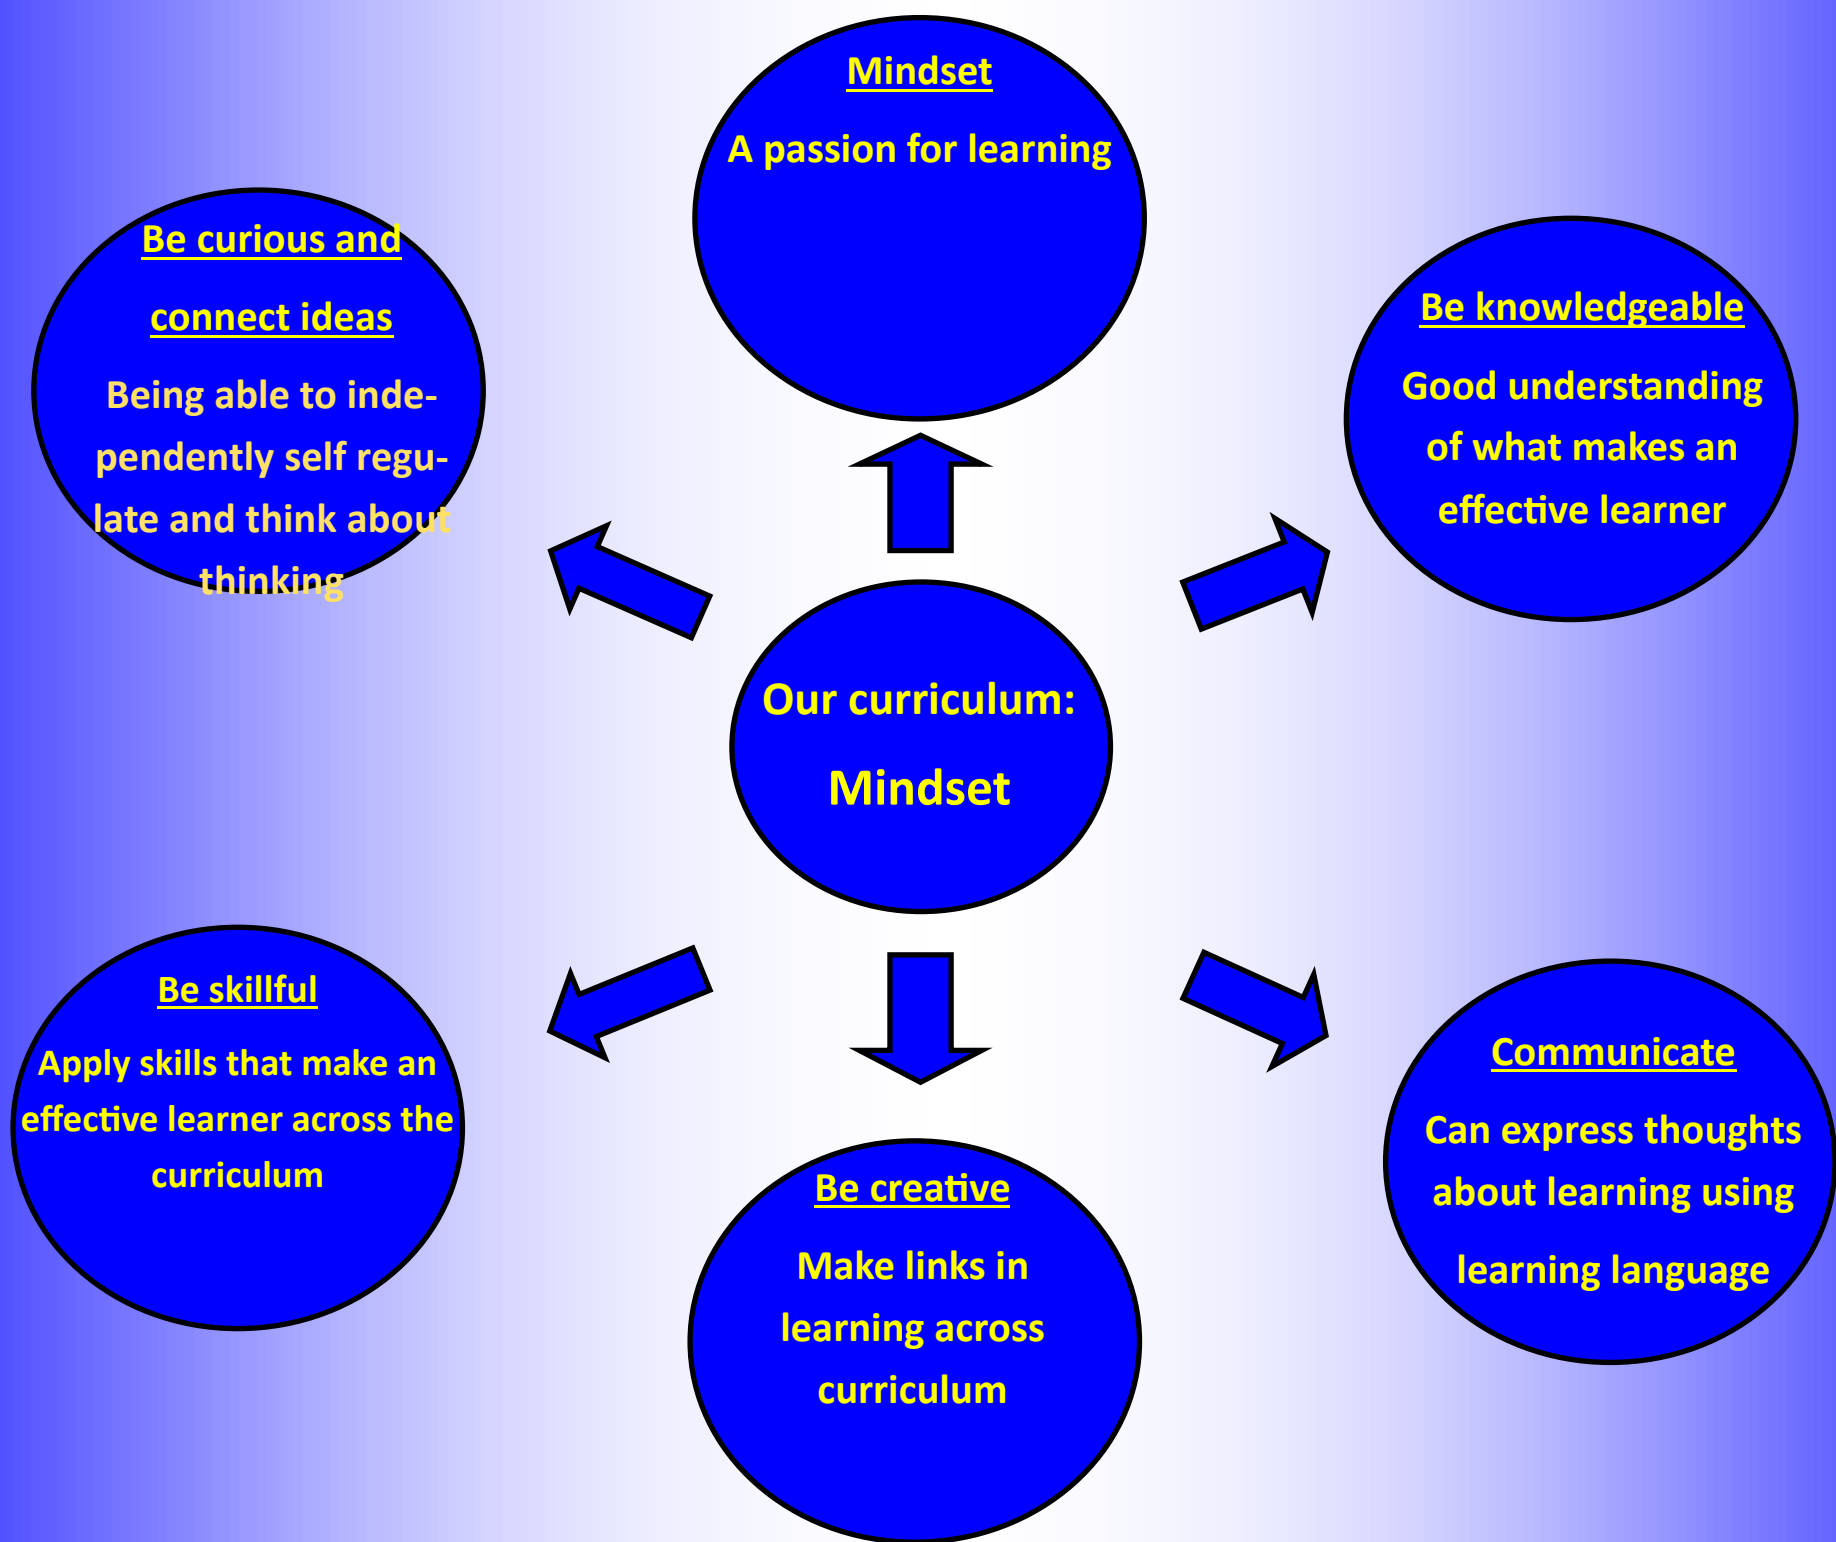 Mindset
A passion for learning
Be curious and
connect ideas
Being able to inde-
pendently self regu-
late and think about
thinking
Be knowledgeable
Good understanding
of what makes an
effective learner
Our curriculum:
Mindset
Be skillful
Apply skills that make an
effective learner across the
curriculum
Be creative
Make links in
learning across
curriculum
Communicate
Can express thoughts
about learning using
learning language